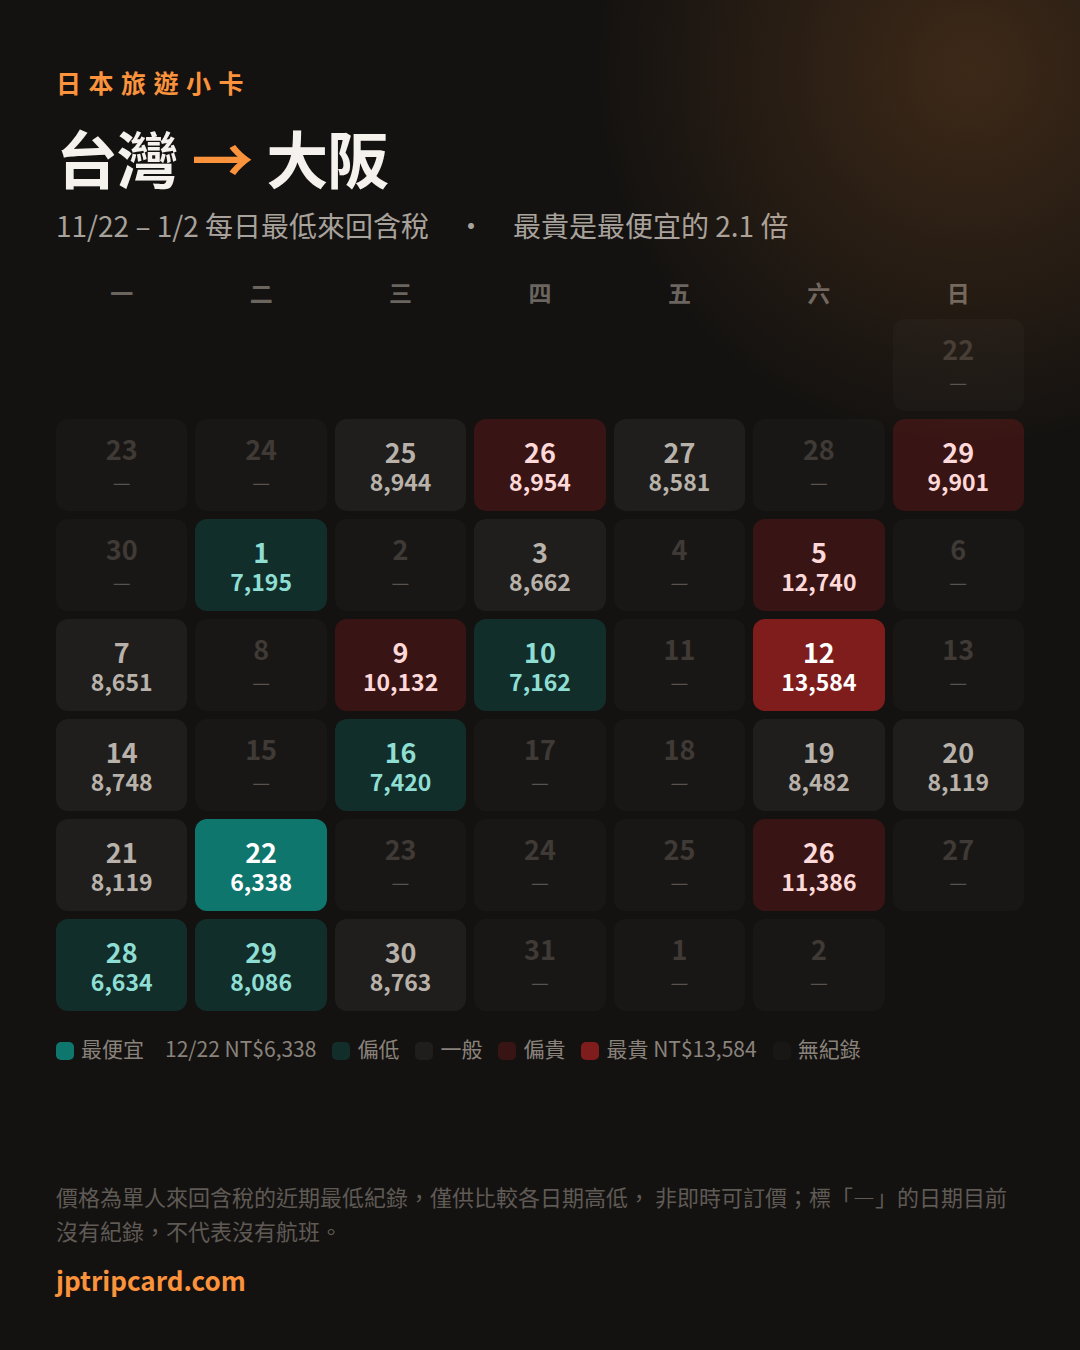 日本旅遊小卡
台灣 → 大阪
11/22 – 1/2 每日最低來回含稅 · 最貴是最便宜的 2.1 倍
一 二 三 四 五 六 日
22
—
23 24 25 26 27 28 29
— — 8,944 8,954 8,581 — 9,901
30 1 2 3 4 5 6
— 7,195 — 8,662 — 12,740 —
7 8 9 10 11 12 13
8,651 — 10,132 7,162 — 13,584 —
14 15 16 17 18 19 20
8,748 — 7,420 — — 8,482 8,119
21 22 23 24 25 26 27
8,119 6,338 — — — 11,386 —
28 29 30 31 1 2
6,634 8,086 8,763 — — —
最便宜 12/22 NT$6,338 偏低 一般 偏貴 最貴 NT$13,584 無紀錄
價格為單人來回含稅的近期最低紀錄，僅供比較各日期高低， 非即時可訂價；標「—」的日期目前
沒有紀錄，不代表沒有航班。
jptripcard.com